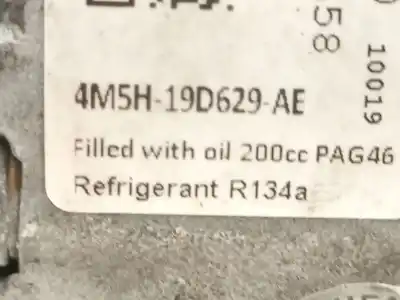 58
10019
4M5H-19D629-AE
Filled with oil 200cc PAG46
Refrigerant R134a